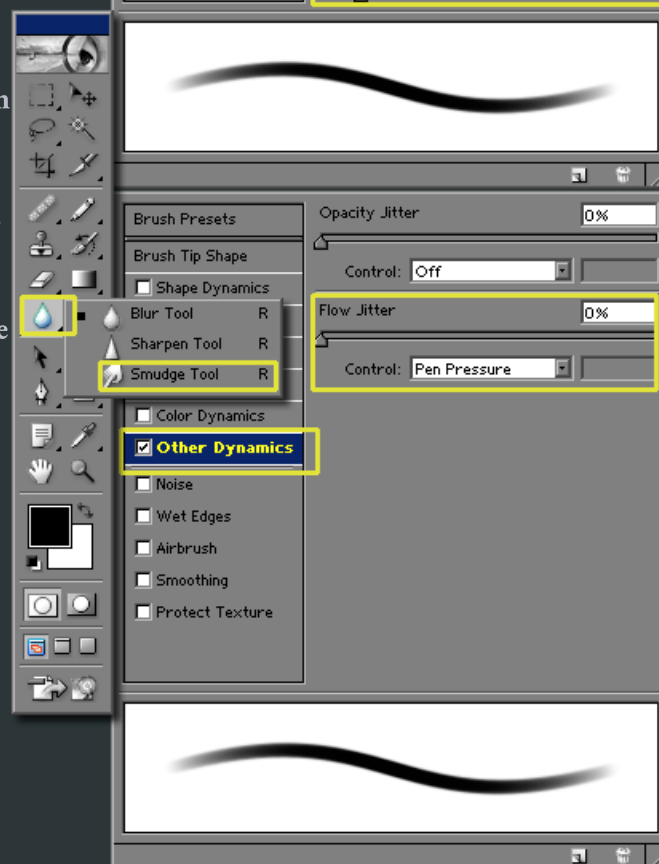 n
e
Brush Presets
Brush Tip Shape
Shape Dynamics
Blur Tool R
Sharpen Tool R
Smudge Tool R
Color Dynamics
Other Dynamics
Noise
Wet Edges
Airbrush
Smoothing
Protect Texture
Opacity Jitter 0%
Control: Off
Flow Jitter 0%
Control: Pen Pressure